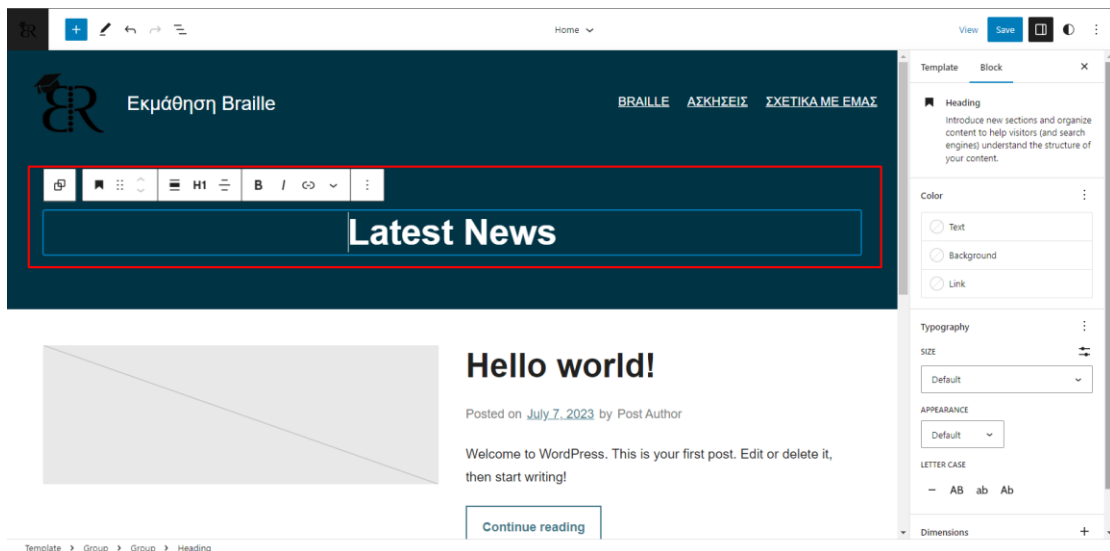 BR
Home
View Save
BR
Εκμάθηση Braille
BRAILLE ΑΣΚΗΣΕΙΣ ΣΧΕΤΙΚΑ ΜΕ ΕΜΑΣ
H1 B I
Latest News
Hello world!
Posted on July 7, 2023 by Post Author
Welcome to WordPress. This is your first post. Edit or delete it,
then start writing!
Continue reading
Template Block
Heading
Introduce new sections and organize
content to help visitors (and search
engines) understand the structure of
your content.
Color
Text
Background
Link
Typography
SIZE
Default
APPEARANCE
Default
LETTER CASE
– AB ab Ab
Dimensions
Template > Group > Group > Heading